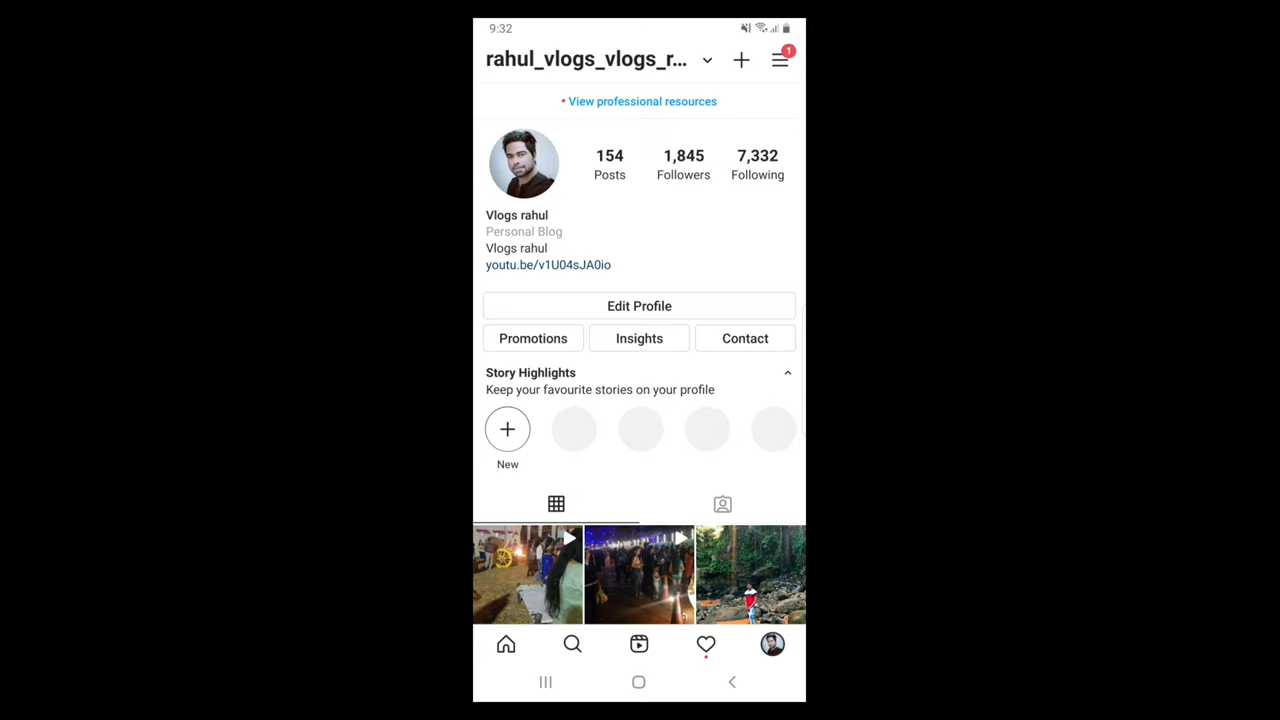 9:32
rahul_vlogs_vlogs_r...
1
View professional resources
154 1,845 7,332
Posts Followers Following
Vlogs rahul
Personal Blog
Vlogs rahul
youtu.be/v1U04sJA0io
Edit Profile
Promotions Insights Contact
Story Highlights
Keep your favourite stories on your profile
New